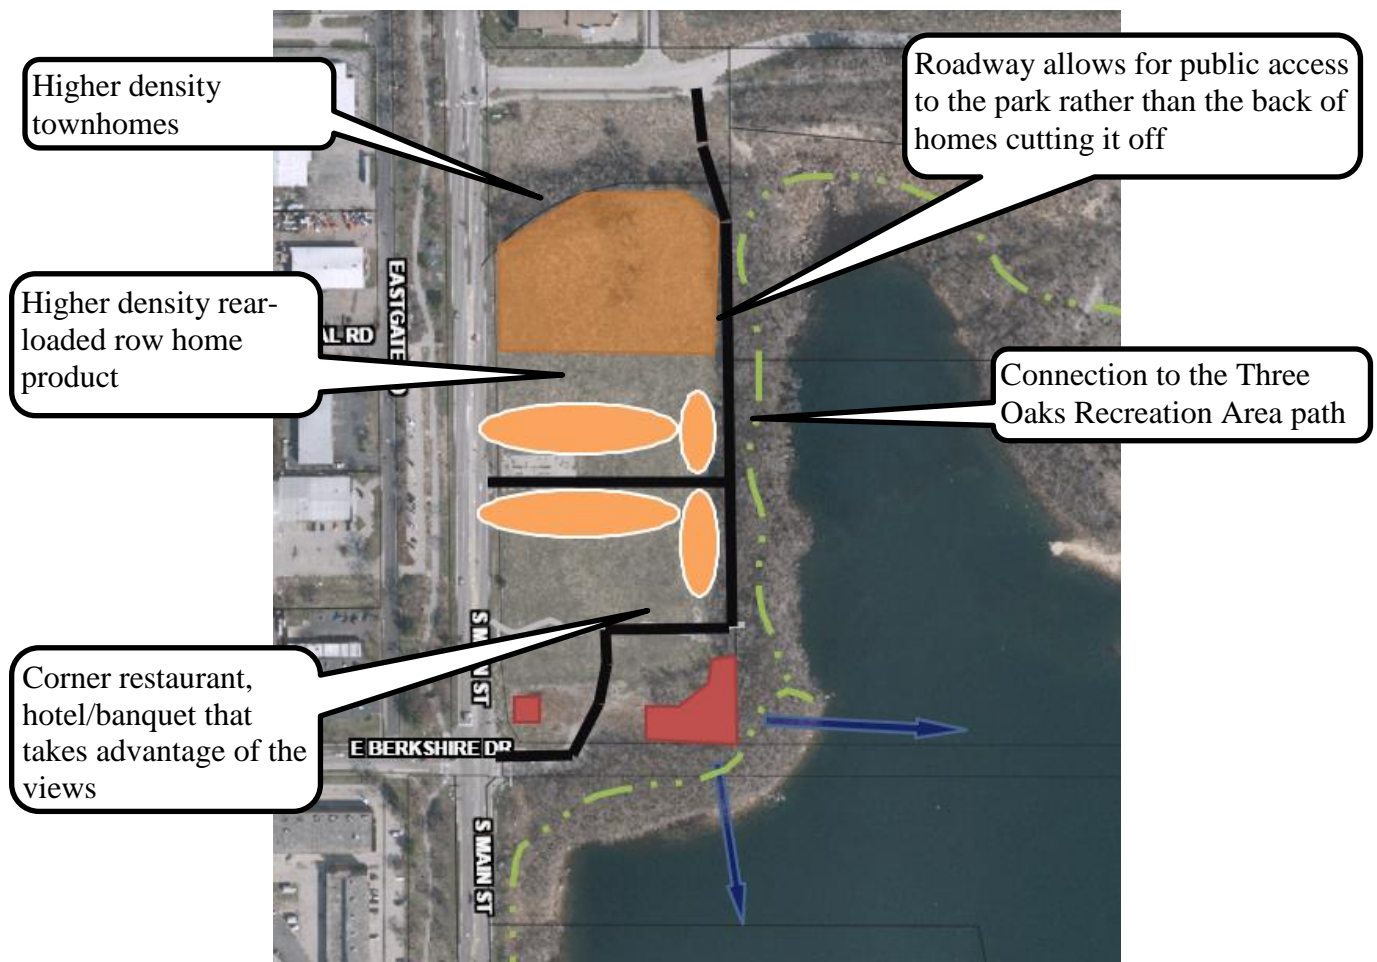 Higher density
townhomes
Roadway allows for public access
to the park rather than the back of
homes cutting it off
Higher density rear-
loaded row home
product
AL RD
EASTGATE
Connection to the Three
Oaks Recreation Area path
Corner restaurant,
hotel/banquet that
takes advantage of the
views
S MAIN ST
E BERKSHIRE DR
S MAIN ST